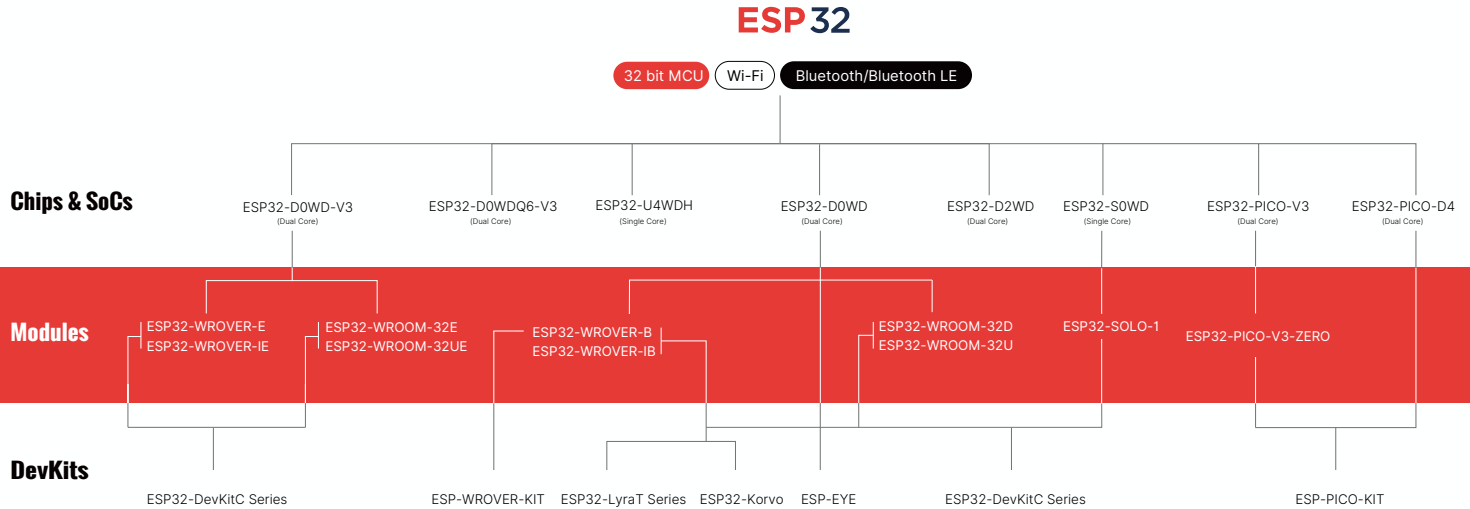 ESP32
32 bit MCU Wi-Fi Bluetooth/Bluetooth LE
Chips & SoCs
ESP32-D0WD-V3
(Dual Core)
ESP32-D0WDQ6-V3
(Dual Core)
ESP32-U4WDH
(Single Core)
ESP32-D0WD
(Dual Core)
ESP32-D2WD
(Dual Core)
ESP32-S0WD
(Single Core)
ESP32-PICO-V3
(Dual Core)
ESP32-PICO-D4
(Dual Core)
Modules
ESP32-WROVER-E
ESP32-WROVER-IE
ESP32-WROOM-32E
ESP32-WROOM-32UE
ESP32-WROVER-B
ESP32-WROVER-IB
ESP32-WROOM-32D
ESP32-WROOM-32U
ESP32-SOLO-1
ESP32-PICO-V3-ZERO
DevKits
ESP32-DevKitC Series
ESP-WROVER-KIT
ESP32-LyraT Series
ESP32-Korvo
ESP-EYE
ESP32-DevKitC Series
ESP-PICO-KIT